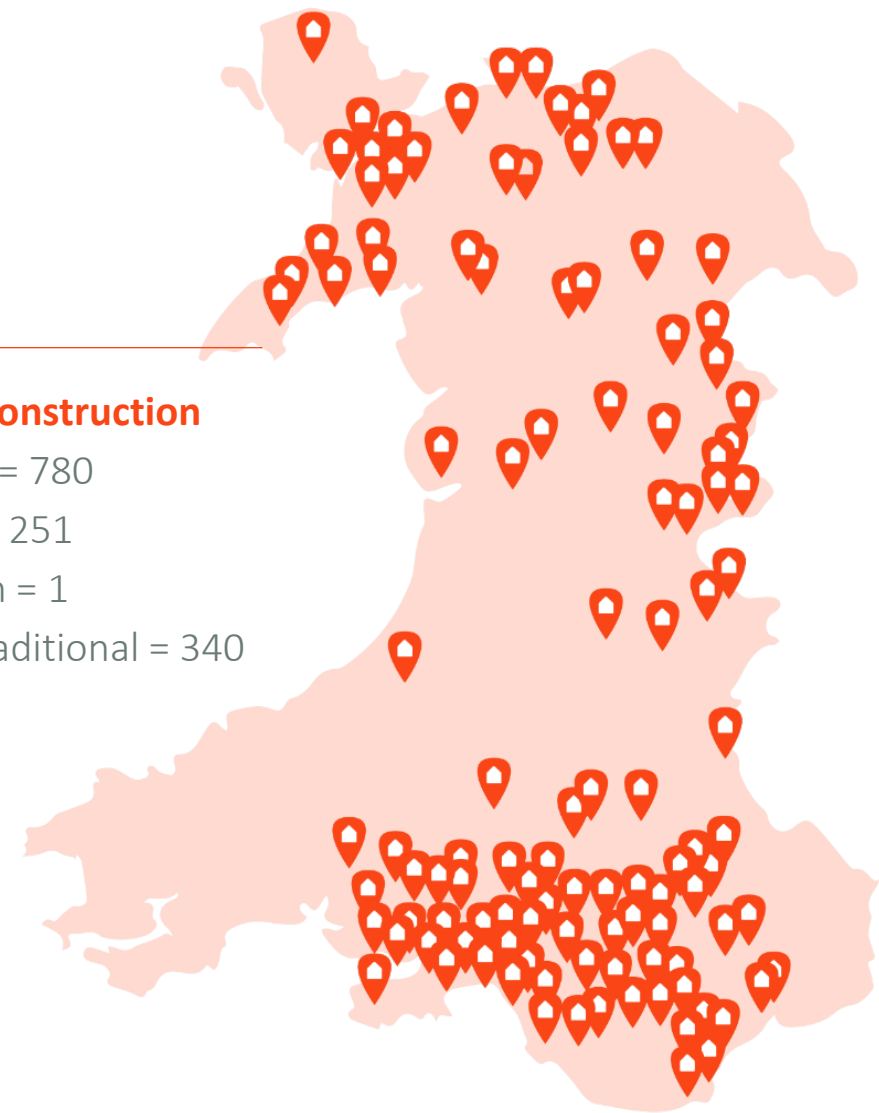 onstruction
= 780
251
n = 1
aditional = 340